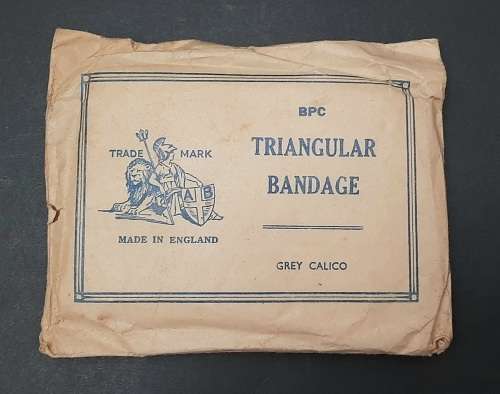 BPC
TRIANGULAR
BANDAGE
GREY CALICO
TRADE MARK
A B
MADE IN ENGLAND